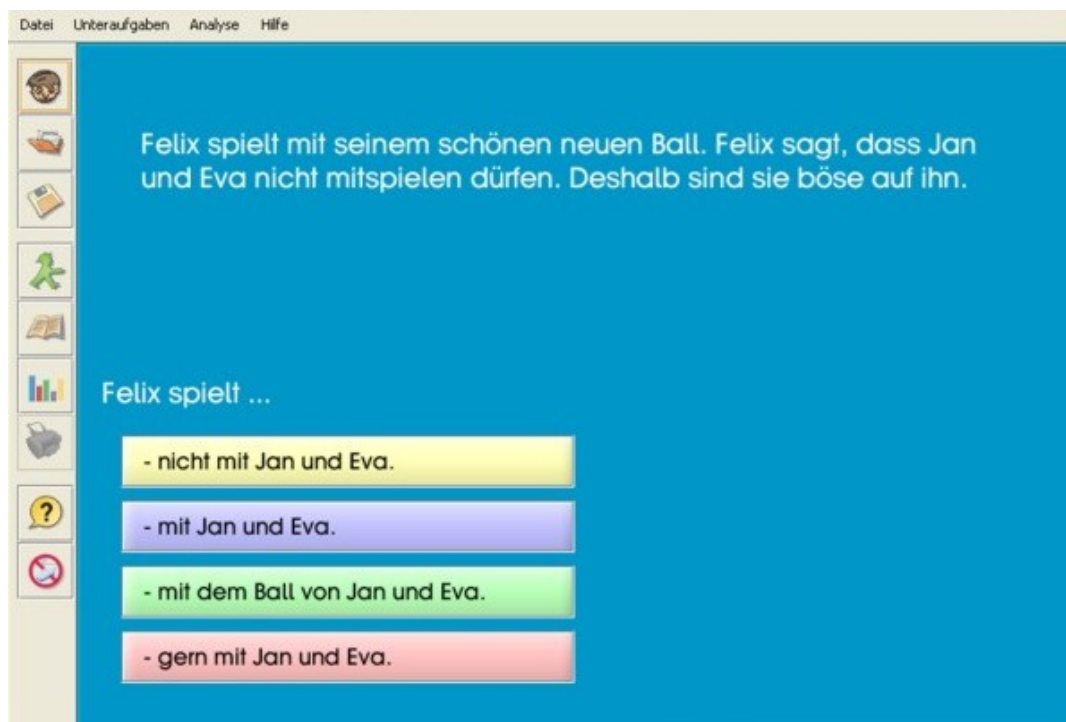 Datei Unteraufgaben Analyse Hilfe
Felix spielt mit seinem schönen neuen Ball. Felix sagt, dass Jan
und Eva nicht mitspielen dürfen. Deshalb sind sie böse auf ihn.
Felix spielt ...
- nicht mit Jan und Eva.
- mit Jan und Eva.
- mit dem Ball von Jan und Eva.
- gern mit Jan und Eva.